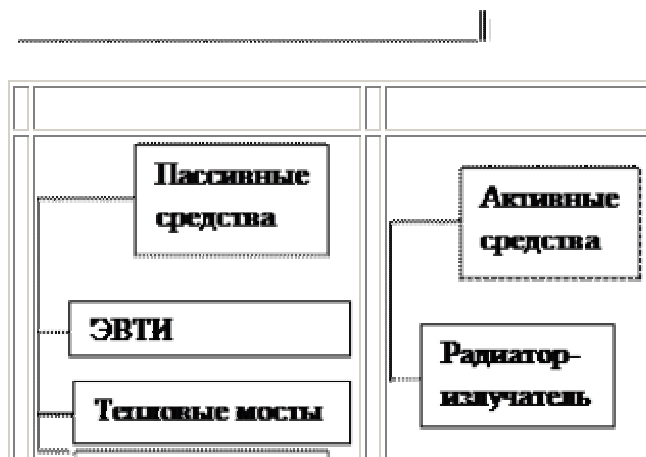 Пассивные
средства
ЭВТИ
Тепловые мосты
Активные
средства
Радиатор-
излучатель